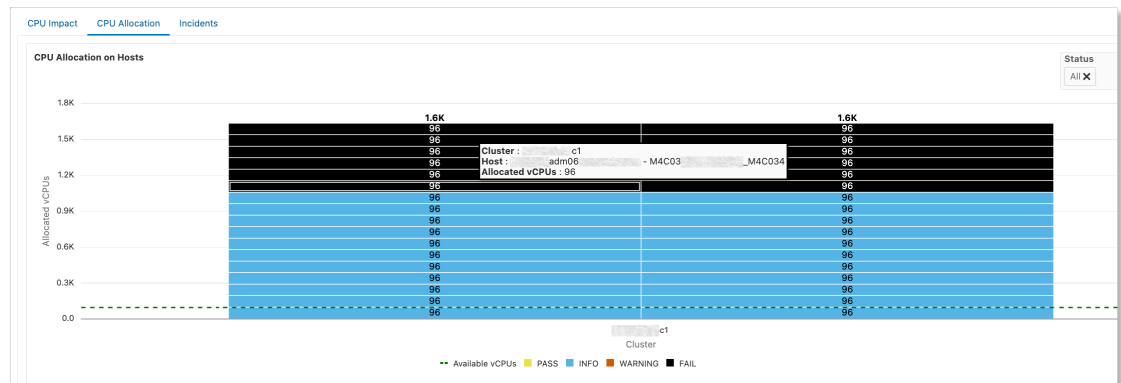 CPU Impact CPU Allocation Incidents
CPU Allocation on Hosts
Status
All X
1.8K
1.6K 1.6K
96 96
1.5K 96 96
96 Cluster : c1 96
96 Host : adm06 - M4C03 _M4C034 96
1.2K 96 Allocated vCPUs : 96 96
96 96
96 96
0.9K 96 96
96 96
96 96
0.6K 96 96
96 96
96 96
0.3K 96 96
96 96
96 96
0.0 96 96
Allocated vCPUs
c1
Cluster
Available vCPUs PASS INFO WARNING FAIL